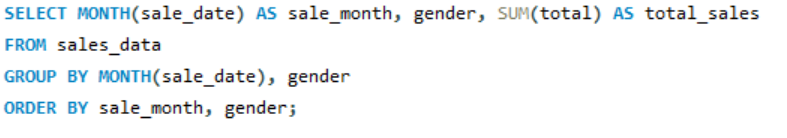 SELECT MONTH(sale_date) AS sale_month, gender, SUM(total) AS total_sales
FROM sales_data
GROUP BY MONTH(sale_date), gender
ORDER BY sale_month, gender;